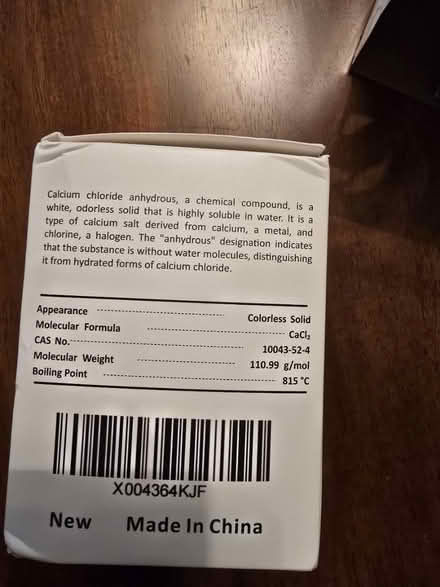 Calcium chloride anhydrous, a chemical compound, is a
white, odorless solid that is highly soluble in water. It is a
type of calcium salt derived from calcium, a metal, and
chlorine, a halogen. The "anhydrous" designation indicates
that the substance is without water molecules, distinguishing
it from hydrated forms of calcium chloride.
Appearance Colorless Solid
Molecular Formula CaCl₂
CAS No. 10043-52-4
Molecular Weight 110.99 g/mol
Boiling Point 815 °C
X004364KJF
New Made In China